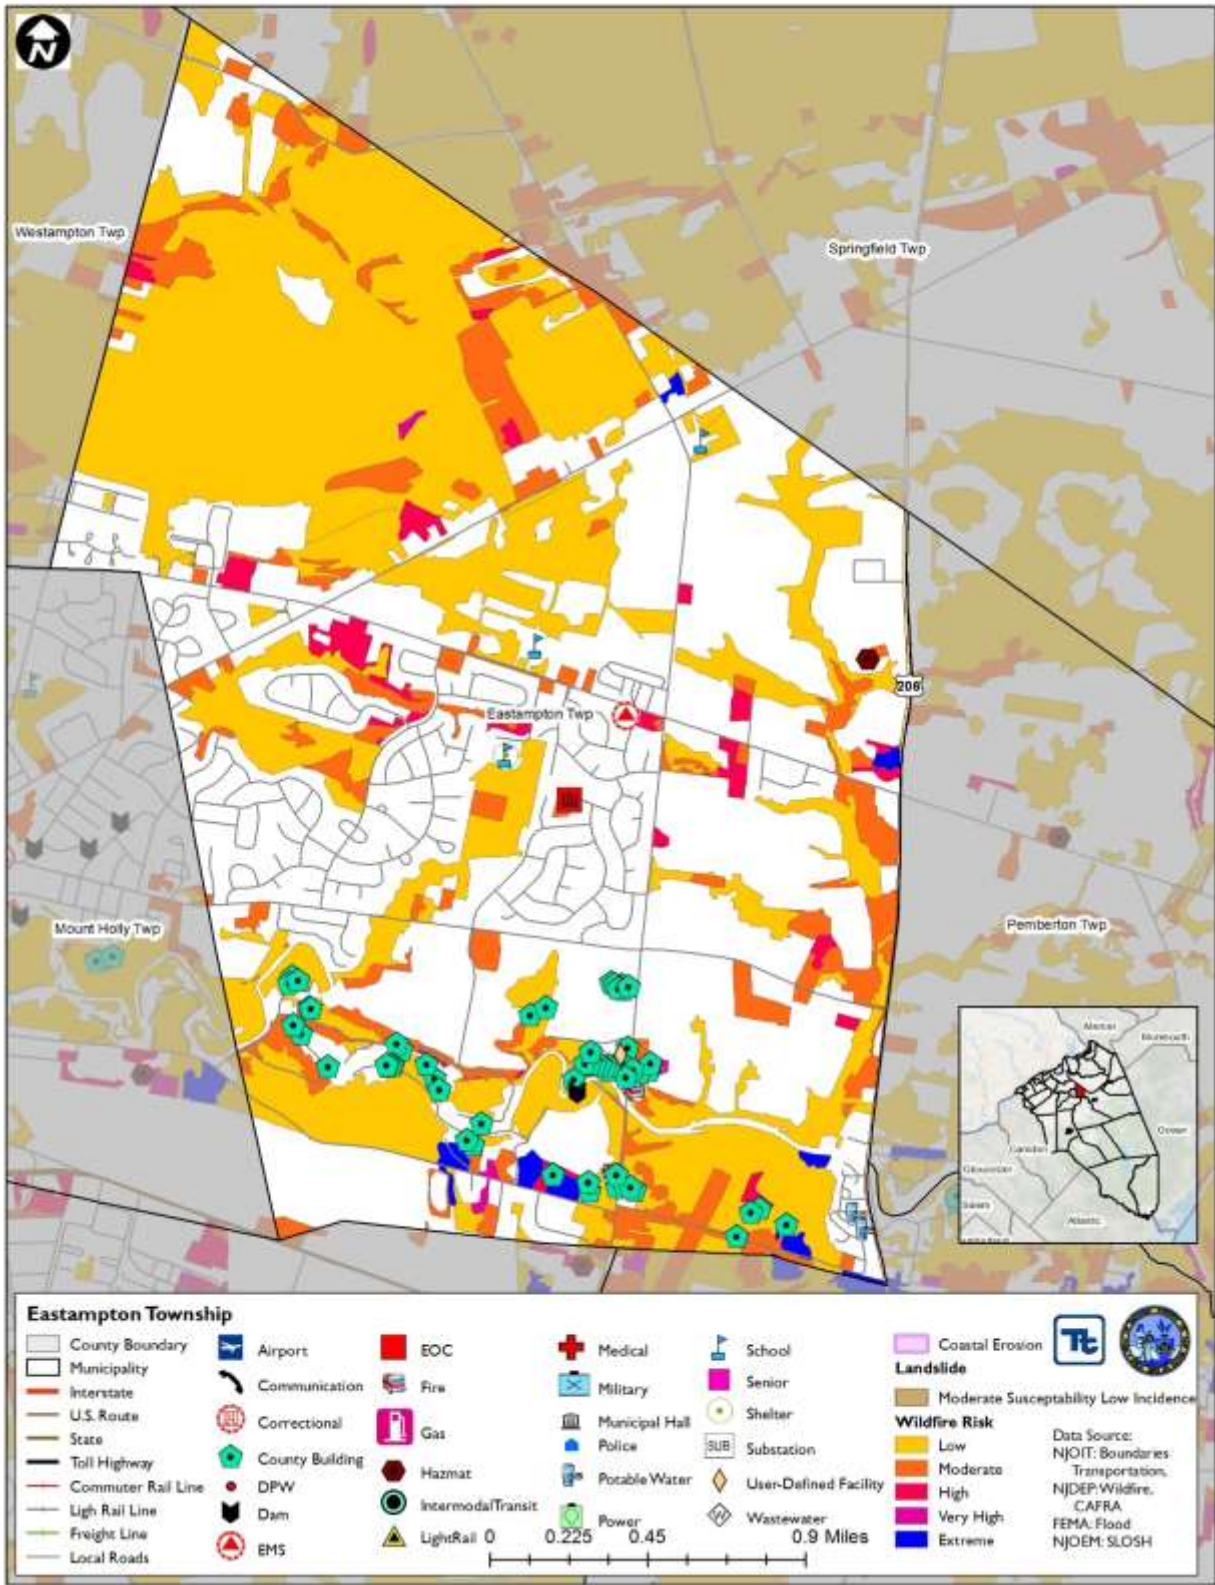 N
Westampton Twp
Springfield Twp
206
Eastampton Twp
Mount Holly Twp
Pemberton Twp
Mercer
Monmouth
Ocean
Camden
Gloucester
Salem
Atlantic
Eastampton Township
County Boundary
Municipality
Interstate
U.S. Route
State
Toll Highway
Commuter Rail Line
Ligh Rail Line
Freight Line
Local Roads
Airport
Communication
Correctional
County Building
DPW
Dam
EMS
EOC
Fire
Gas
Hazmat
IntermodalTransit
LightRail
Medical
Military
Municipal Hall
Police
Potable Water
Power
School
Senior
Shelter
SUB Substation
User-Defined Facility
W Wastewater
0 0.225 0.45 0.9 Miles
Coastal Erosion
Landslide
Moderate Susceptability Low Incidence
Wildfire Risk
Low
Moderate
High
Very High
Extreme
Data Source:
NJOIT: Boundaries
Transportation,
NJDEP: Wildfire,
CAFRA
FEMA: Flood
NJOEM: SLOSH